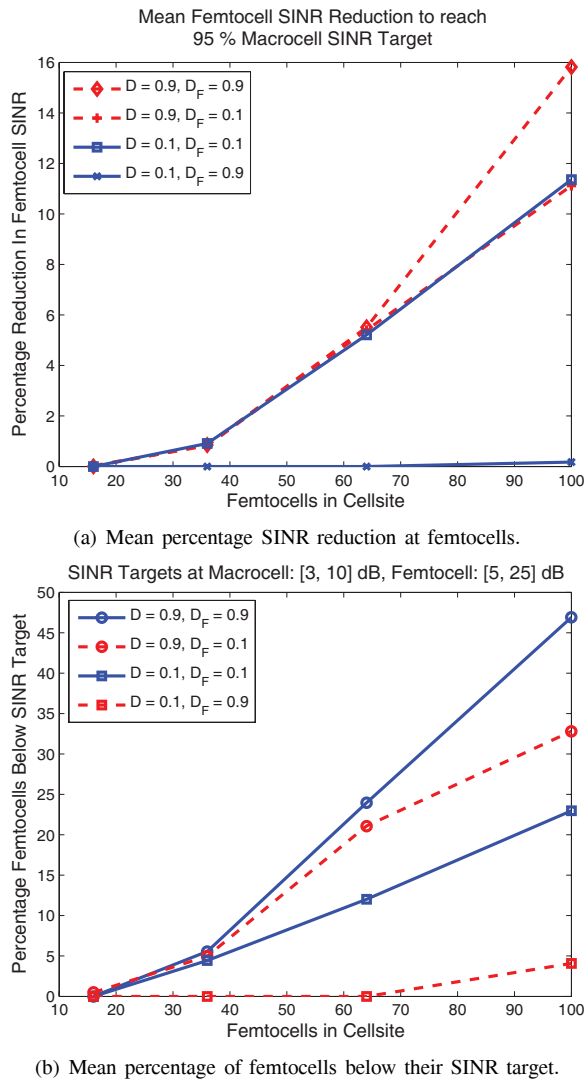 Mean Femtocell SINR Reduction to reach
95 % Macrocell SINR Target
16
14
12
10
8
6
4
2
0
Percentage Reduction In Femtocell SINR
D = 0.9, D_F = 0.9
D = 0.9, D_F = 0.1
D = 0.1, D_F = 0.1
D = 0.1, D_F = 0.9
10 20 30 40 50 60 70 80 90 100
Femtocells in Cellsite
(a) Mean percentage SINR reduction at femtocells.
SINR Targets at Macrocell: [3, 10] dB, Femtocell: [5, 25] dB
50
45
40
35
30
25
20
15
10
5
0
Percentage Femtocells Below SINR Target
D = 0.9, D_F = 0.9
D = 0.9, D_F = 0.1
D = 0.1, D_F = 0.1
D = 0.1, D_F = 0.9
10 20 30 40 50 60 70 80 90 100
Femtocells in Cellsite
(b) Mean percentage of femtocells below their SINR target.